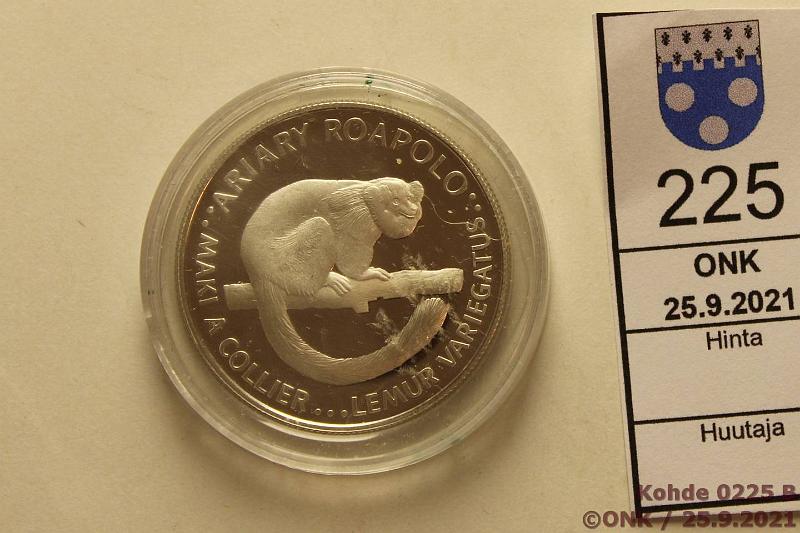 ARIARY ROAPOLO
MAKI A COLLIER...LEMUR VARIEGATUS
225
ONK
25.9.2021
Hinta
Huutaja
Kohde 0225 B
©ONK / 25.9.2021